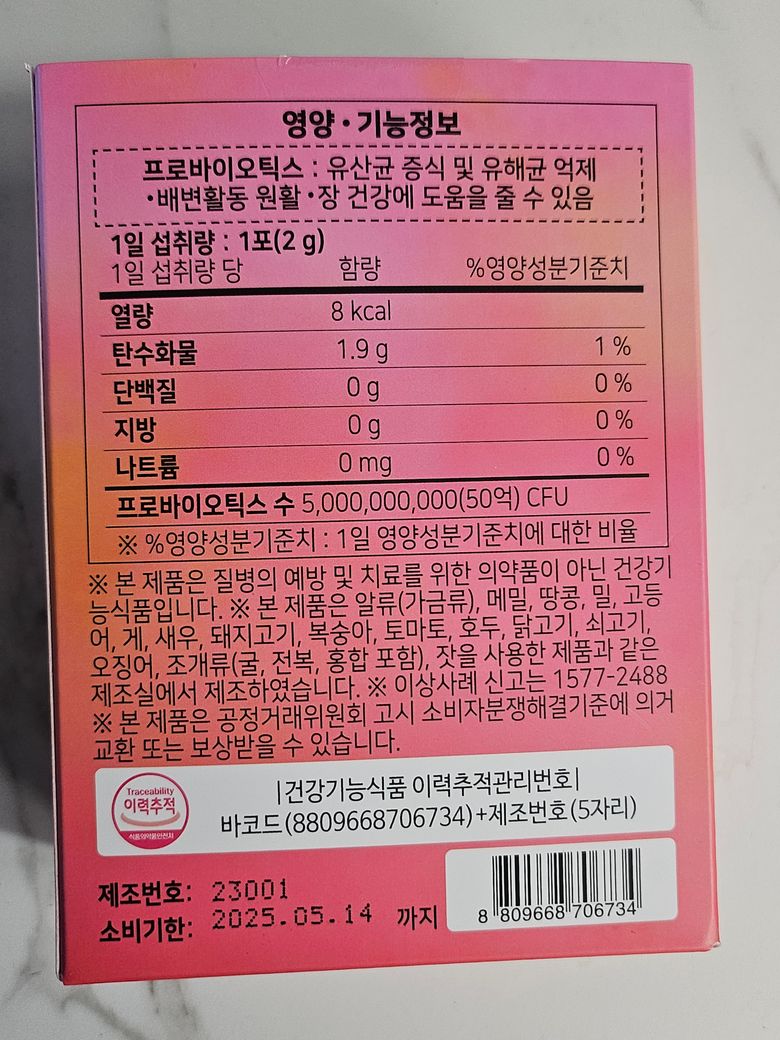 영양・기능정보
프로바이오틱스 : 유산균 증식 및 유해균 억제
・배변활동 원활・장 건강에 도움을 줄 수 있음
1일 섭취량 : 1포(2 g)
1일 섭취량 당 함량 %영양성분기준치
열량 8 kcal
탄수화물 1.9 g 1 %
단백질 0 g 0 %
지방 0 g 0 %
나트륨 0 mg 0 %
프로바이오틱스 수 5,000,000,000(50억) CFU
※ %영양성분기준치 : 1일 영양성분기준치에 대한 비율
※ 본 제품은 질병의 예방 및 치료를 위한 의약품이 아닌 건강기
능식품입니다. ※ 본 제품은 알류(가금류), 메밀, 땅콩, 밀, 고등
어, 게, 새우, 돼지고기, 복숭아, 토마토, 호두, 닭고기, 쇠고기,
오징어, 조개류(굴, 전복, 홍합 포함), 잣을 사용한 제품과 같은
제조실에서 제조하였습니다. ※ 이상사례 신고는 1577-2488
※ 본 제품은 공정거래위원회 고시 소비자분쟁해결기준에 의거
교환 또는 보상받을 수 있습니다.
Traceability
이력추적
식품의약품안전처
|건강기능식품 이력추적관리번호|
바코드(8809668706734)+제조번호(5자리)
제조번호: 23001
소비기한: 2025.05.14 까지
8 809668 706734